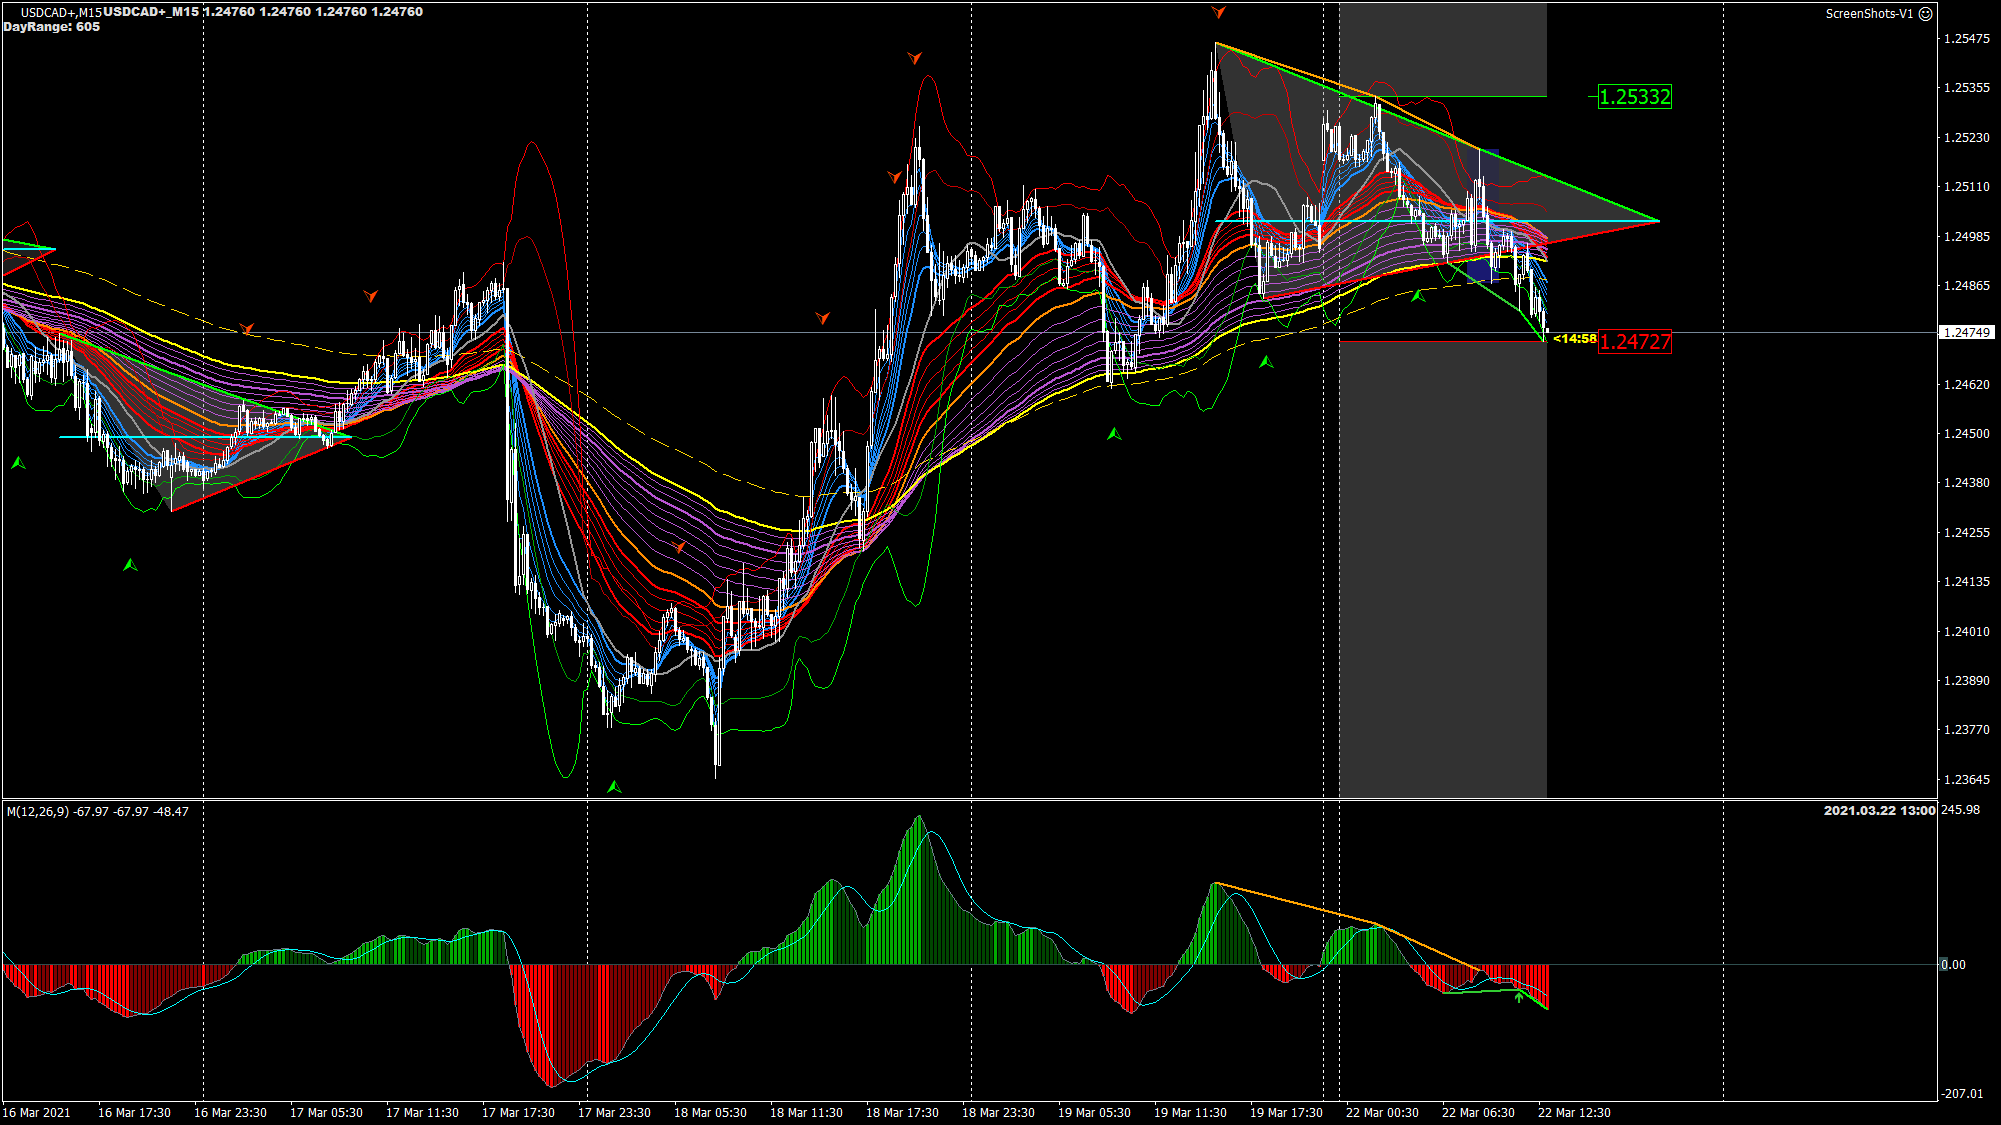 USDCAD+,M15 USDCAD+_M15 1.24760 1.24760 1.24760 1.24760
DayRange: 605
ScreenShots-V1 ☺
1.25475
1.25355
1.25332
1.25230
1.25110
1.24985
1.24865
1.24749
<14:58
1.24727
1.24620
1.24500
1.24380
1.24255
1.24135
1.24010
1.23890
1.23770
1.23645
M(12,26,9) -67.97 -67.97 -48.47
2021.03.22 13:00
245.98
0.00
-207.01
16 Mar 2021
16 Mar 17:30
16 Mar 23:30
17 Mar 05:30
17 Mar 11:30
17 Mar 17:30
17 Mar 23:30
18 Mar 05:30
18 Mar 11:30
18 Mar 17:30
18 Mar 23:30
19 Mar 05:30
19 Mar 11:30
19 Mar 17:30
22 Mar 00:30
22 Mar 06:30
22 Mar 12:30